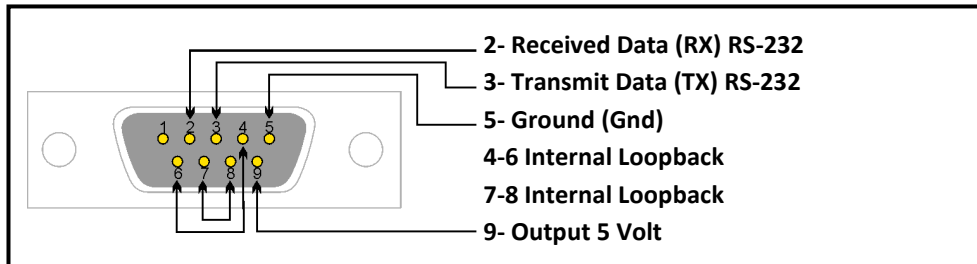 2- Received Data (RX) RS-232
3- Transmit Data (TX) RS-232
5- Ground (Gnd)
4-6 Internal Loopback
7-8 Internal Loopback
9- Output 5 Volt
1 2 3 4 5
6 7 8 9